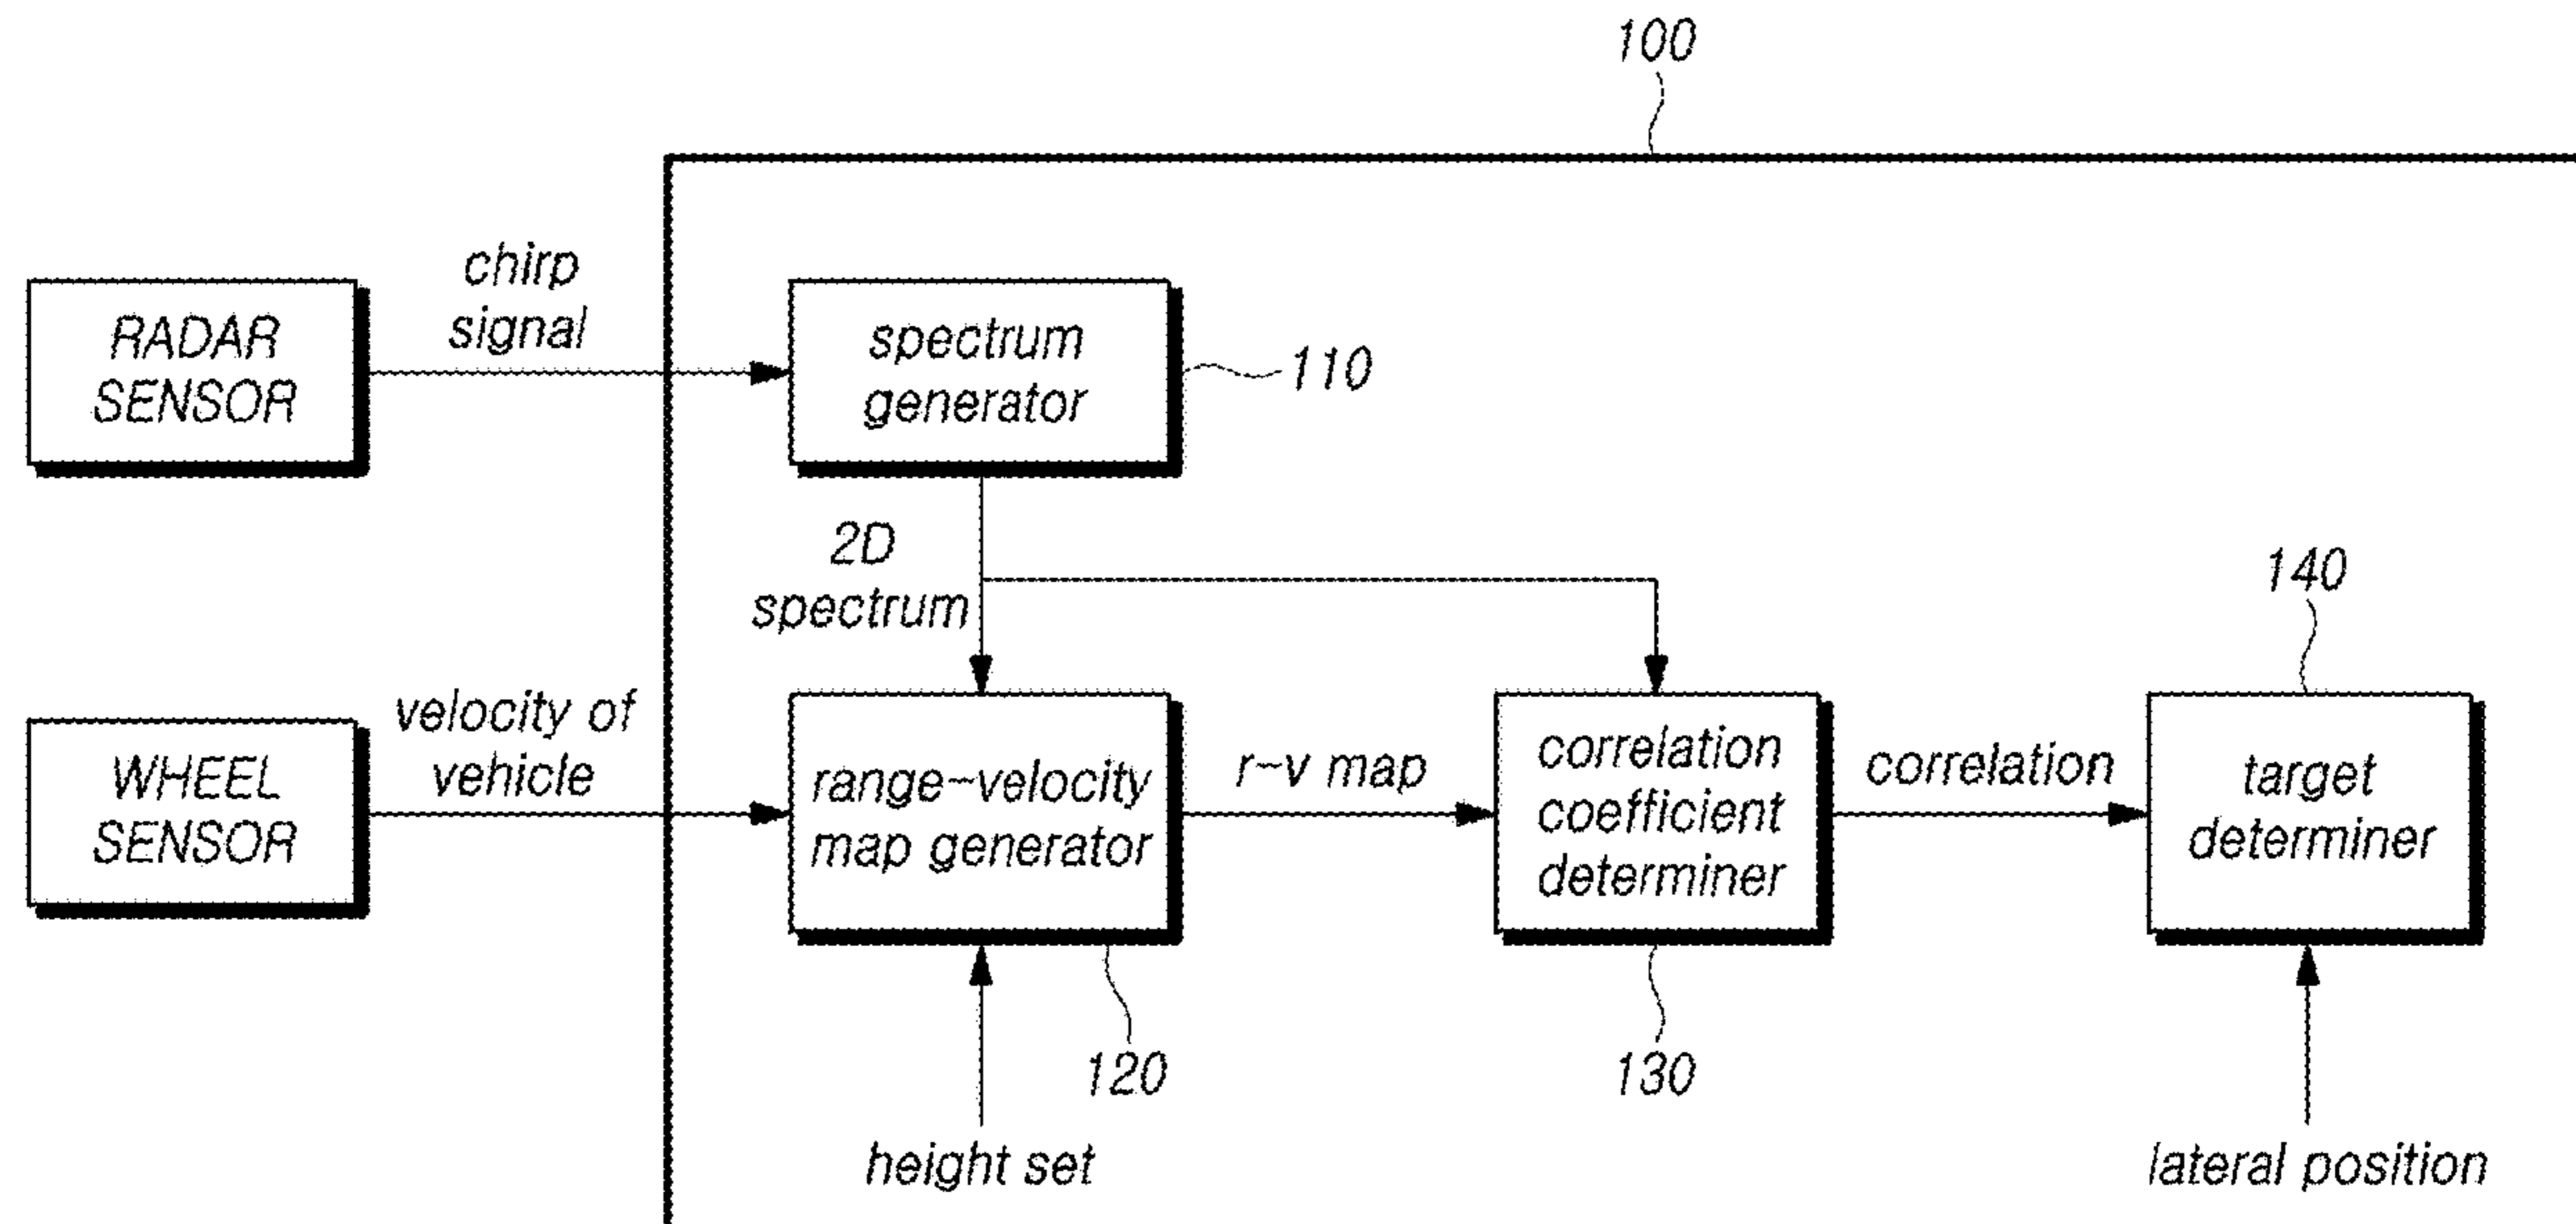 100
chirp
signal
RADAR
SENSOR
spectrum
generator
110
2D
spectrum
140
velocity of
vehicle
WHEEL
SENSOR
range-velocity
map generator
r-v map
correlation
coefficient
determiner
correlation
target
determiner
120
130
height set
lateral position